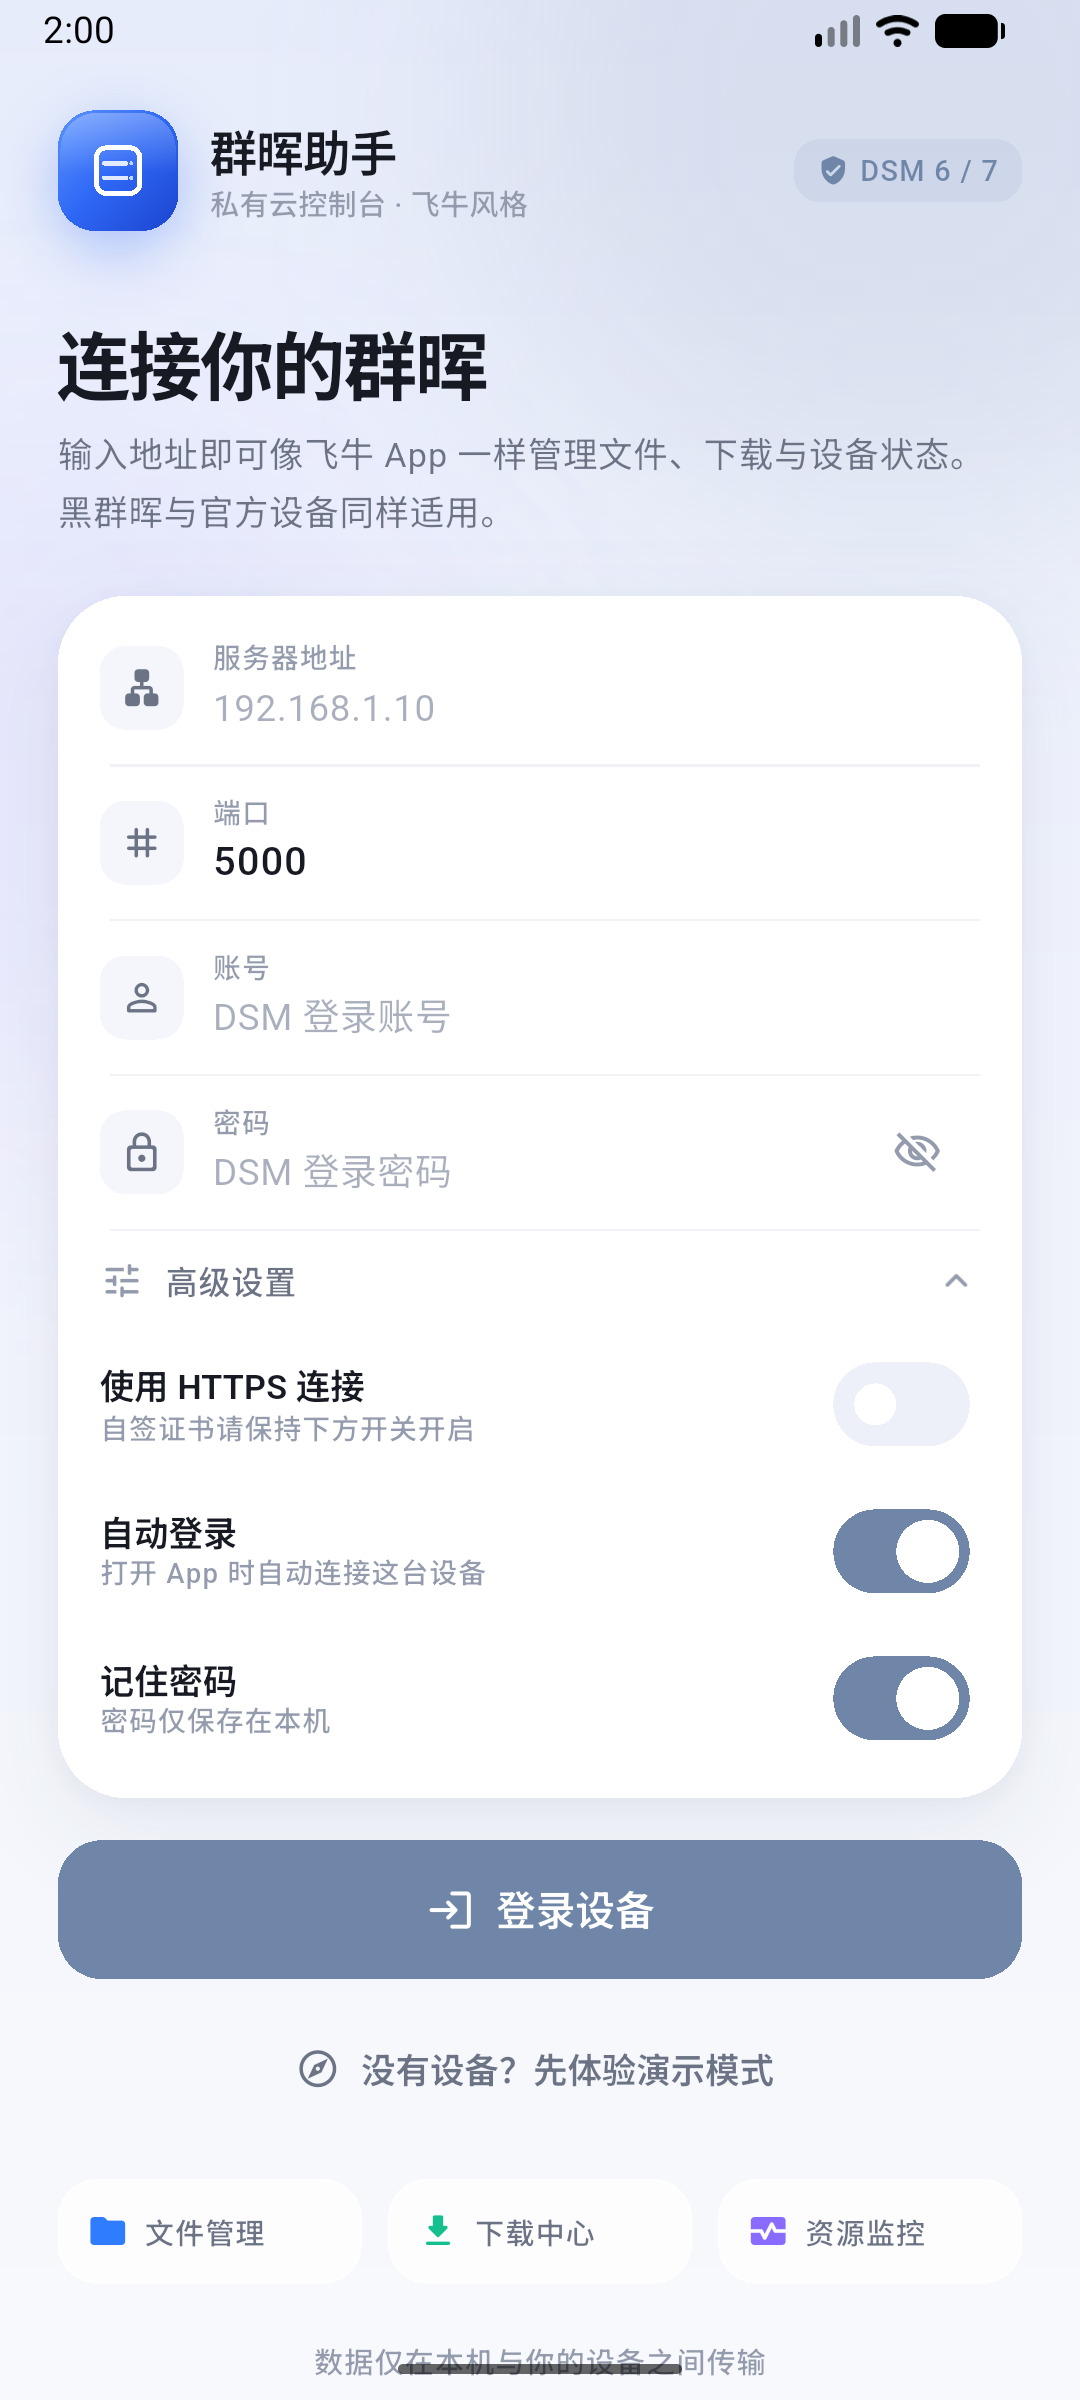 2:00
群晖助手
私有云控制台 · 飞牛风格
DSM 6 / 7
连接你的群晖
输入地址即可像飞牛 App 一样管理文件、下载与设备状态。
黑群晖与官方设备同样适用。
服务器地址
192.168.1.10
端口
5000
账号
DSM 登录账号
密码
DSM 登录密码
高级设置
使用 HTTPS 连接
自签证书请保持下方开关开启
自动登录
打开 App 时自动连接这台设备
记住密码
密码仅保存在本机
登录设备
没有设备？先体验演示模式
文件管理
下载中心
资源监控
数据仅在本机与你的设备之间传输